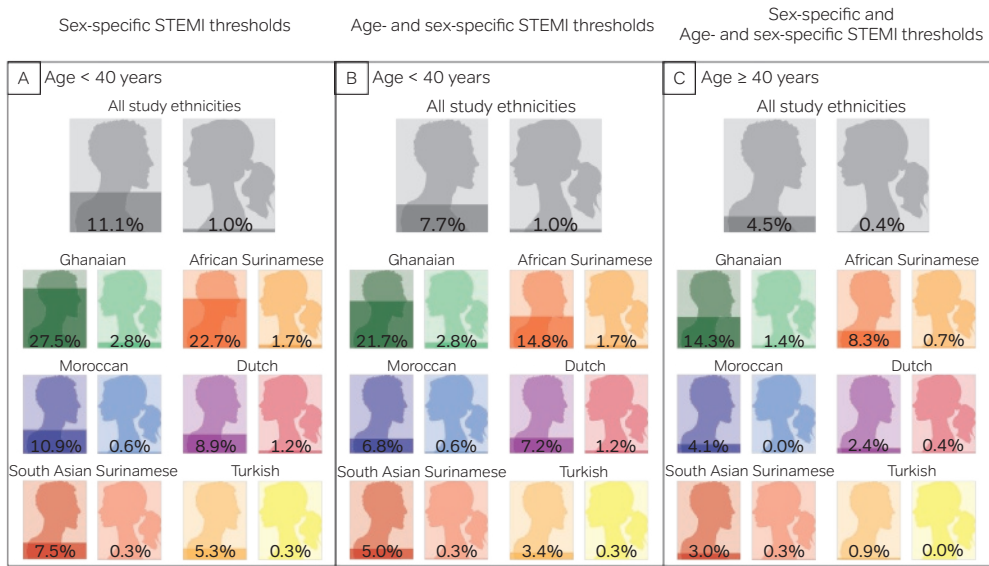 Sex-specific STEMI thresholds
Age- and sex-specific STEMI thresholds
Sex-specific and
Age- and sex-specific STEMI thresholds
A Age < 40 years
All study ethnicities
11.1% 1.0%
Ghanaian African Surinamese
27.5% 2.8% 22.7% 1.7%
Moroccan Dutch
10.9% 0.6% 8.9% 1.2%
South Asian Surinamese Turkish
7.5% 0.3% 5.3% 0.3%
B Age < 40 years
All study ethnicities
7.7% 1.0%
Ghanaian African Surinamese
21.7% 2.8% 14.8% 1.7%
Moroccan Dutch
6.8% 0.6% 7.2% 1.2%
South Asian Surinamese Turkish
5.0% 0.3% 3.4% 0.3%
C Age ≥ 40 years
All study ethnicities
4.5% 0.4%
Ghanaian African Surinamese
14.3% 1.4% 8.3% 0.7%
Moroccan Dutch
4.1% 0.0% 2.4% 0.4%
South Asian Surinamese Turkish
3.0% 0.3% 0.9% 0.0%